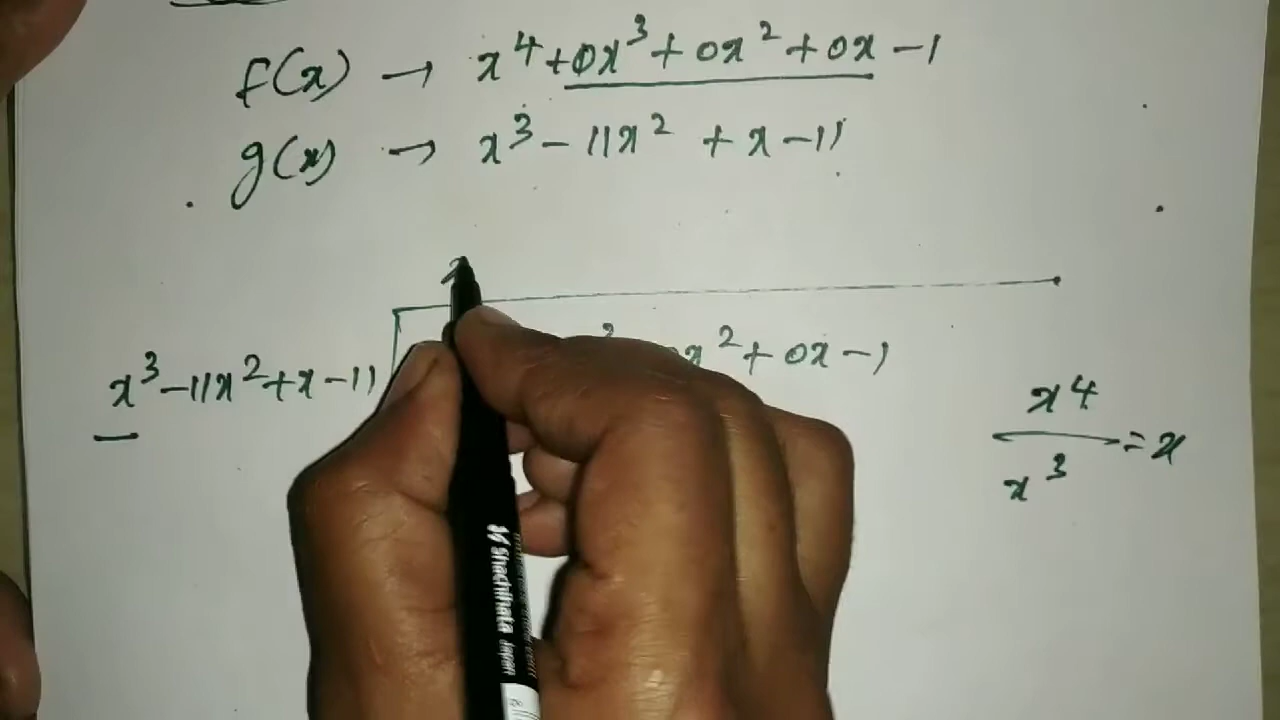 f(x) → x⁴ + 0x³ + 0x² + 0x - 1
g(x) → x³ - 11x² + x - 11
x³ - 11x² + x - 11
x² + 0x - 1
x⁴
x³
= x
Shachihata Japan